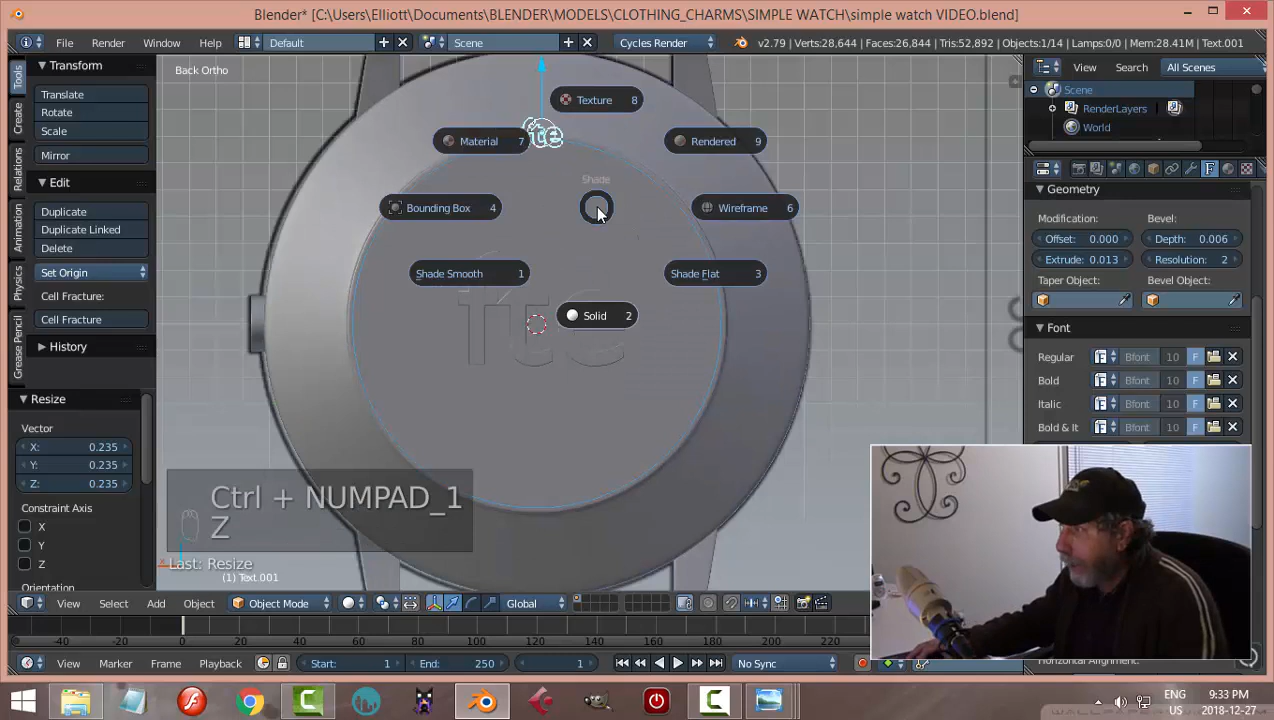 Blender* [C:\Users\Elliott\Documents\BLENDER\MODELS\CLOTHING_CHARMS\SIMPLE WATCH\simple watch VIDEO.blend]
File Render Window Help Default Scene Cycles Render v2.79 | Verts:28,644 | Faces:26,844 | Tris:52,892 | Objects:1/14 | Lamps:0/0 | Mem:28.41M | Text.001
Tools
Create
Relations
Animation
Physics
Grease Pencil
Transform
Translate
Rotate
Scale
Mirror
Edit
Duplicate
Duplicate Linked
Delete
Set Origin
Cell Fracture:
Cell Fracture
History
Resize
Vector
X: 0.235
Y: 0.235
Z: 0.235
Constraint Axis
X
Y
Z
Orientation
Back Ortho
Texture 8
Material 7
Rendered 9
Shade
Bounding Box 4
Wireframe 6
Shade Smooth 1
Shade Flat 3
Solid 2
Ctrl + NUMPAD_1
Z
Last: Resize
(1) Text.001
View Select Add Object Object Mode Global
-40 -20 0 20 40 60 80 100 120 140 160 180 200 220
View Marker Frame Playback Start: 1 End: 250 1 No Sync
View Search All Scenes
Scene
RenderLayers
World
Geometry
Modification: Bevel:
Offset: 0.000 Depth: 0.006
Extrude: 0.013 Resolution: 2
Taper Object: Bevel Object:
Font
Regular Bfont 10 F
Bold Bfont 10 F
Italic Bfont 10 F
Bold & It Bfont 10 F
ENG
US
9:33 PM
2018-12-27